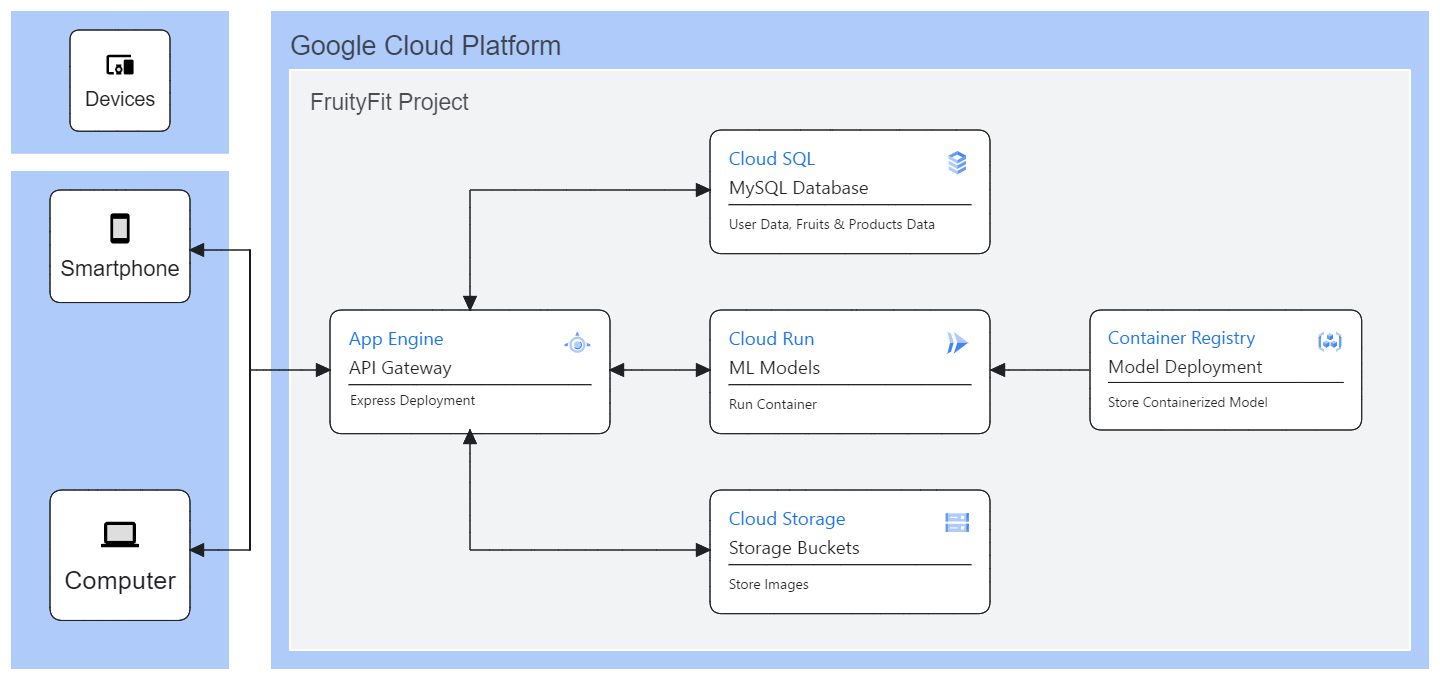 Devices
Smartphone
Computer
Google Cloud Platform
FruityFit Project
Cloud SQL
MySQL Database
User Data, Fruits & Products Data
App Engine
API Gateway
Express Deployment
Cloud Run
ML Models
Run Container
Container Registry
Model Deployment
Store Containerized Model
Cloud Storage
Storage Buckets
Store Images